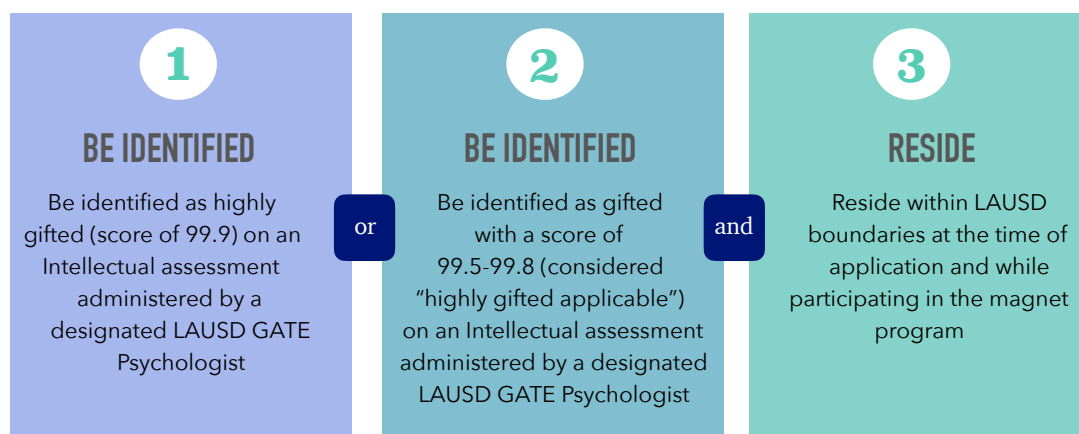 1
BE IDENTIFIED
Be identified as highly
gifted (score of 99.9) on an
Intellectual assessment
administered by a
designated LAUSD GATE
Psychologist
or
2
BE IDENTIFIED
Be identified as gifted
with a score of
99.5-99.8 (considered
“highly gifted applicable”)
on an Intellectual assessment
administered by a designated
LAUSD GATE Psychologist
and
3
RESIDE
Reside within LAUSD
boundaries at the time of
application and while
participating in the magnet
program